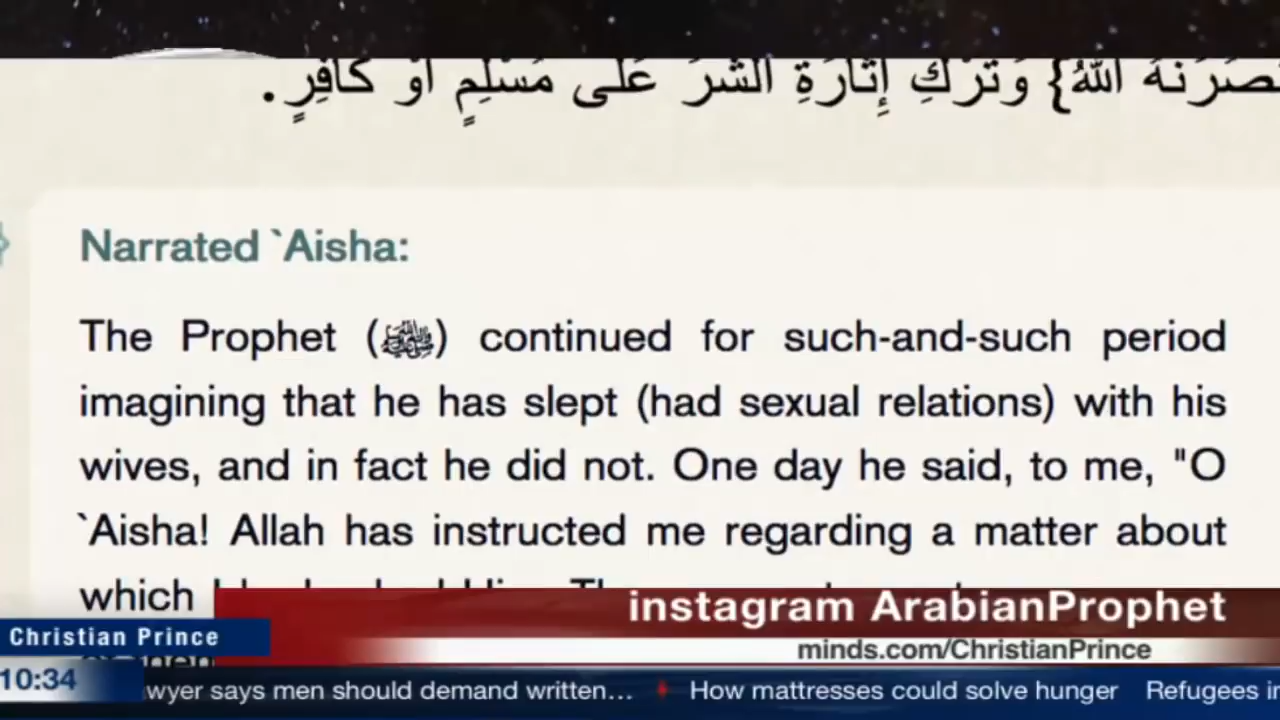 اللَّهُ} وَتَرْكِ إِثَارَةِ الشَّرِّ عَلَى مُسْلِمٍ أَوْ كَافِرٍ.
Narrated `Aisha:
The Prophet (ﷺ) continued for such-and-such period
imagining that he has slept (had sexual relations) with his
wives, and in fact he did not. One day he said, to me, "O
`Aisha! Allah has instructed me regarding a matter about
which
instagram ArabianProphet
Christian Prince
minds.com/ChristianPrince
10:34
wyer says men should demand written... How mattresses could solve hunger Refugees in